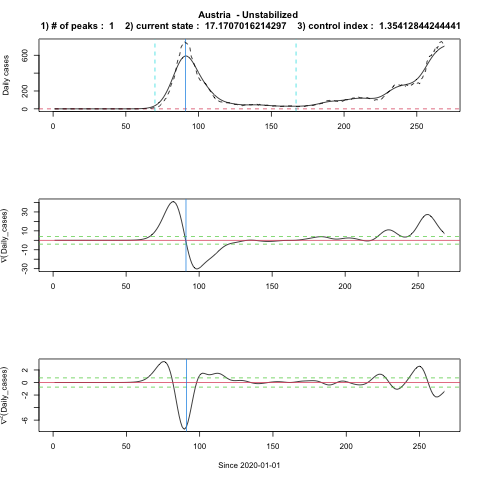 Austria - Unstabilized
1) # of peaks : 1 2) current state : 17.1707016214297 3) control index : 1.35412844244441
Daily cases
600
200
0
0 50 100 150 200 250
∇(Daily_cases)
30
10
-10
-30
0 50 100 150 200 250
∇²(Daily_cases)
2
0
-2
-6
0 50 100 150 200 250
Since 2020-01-01